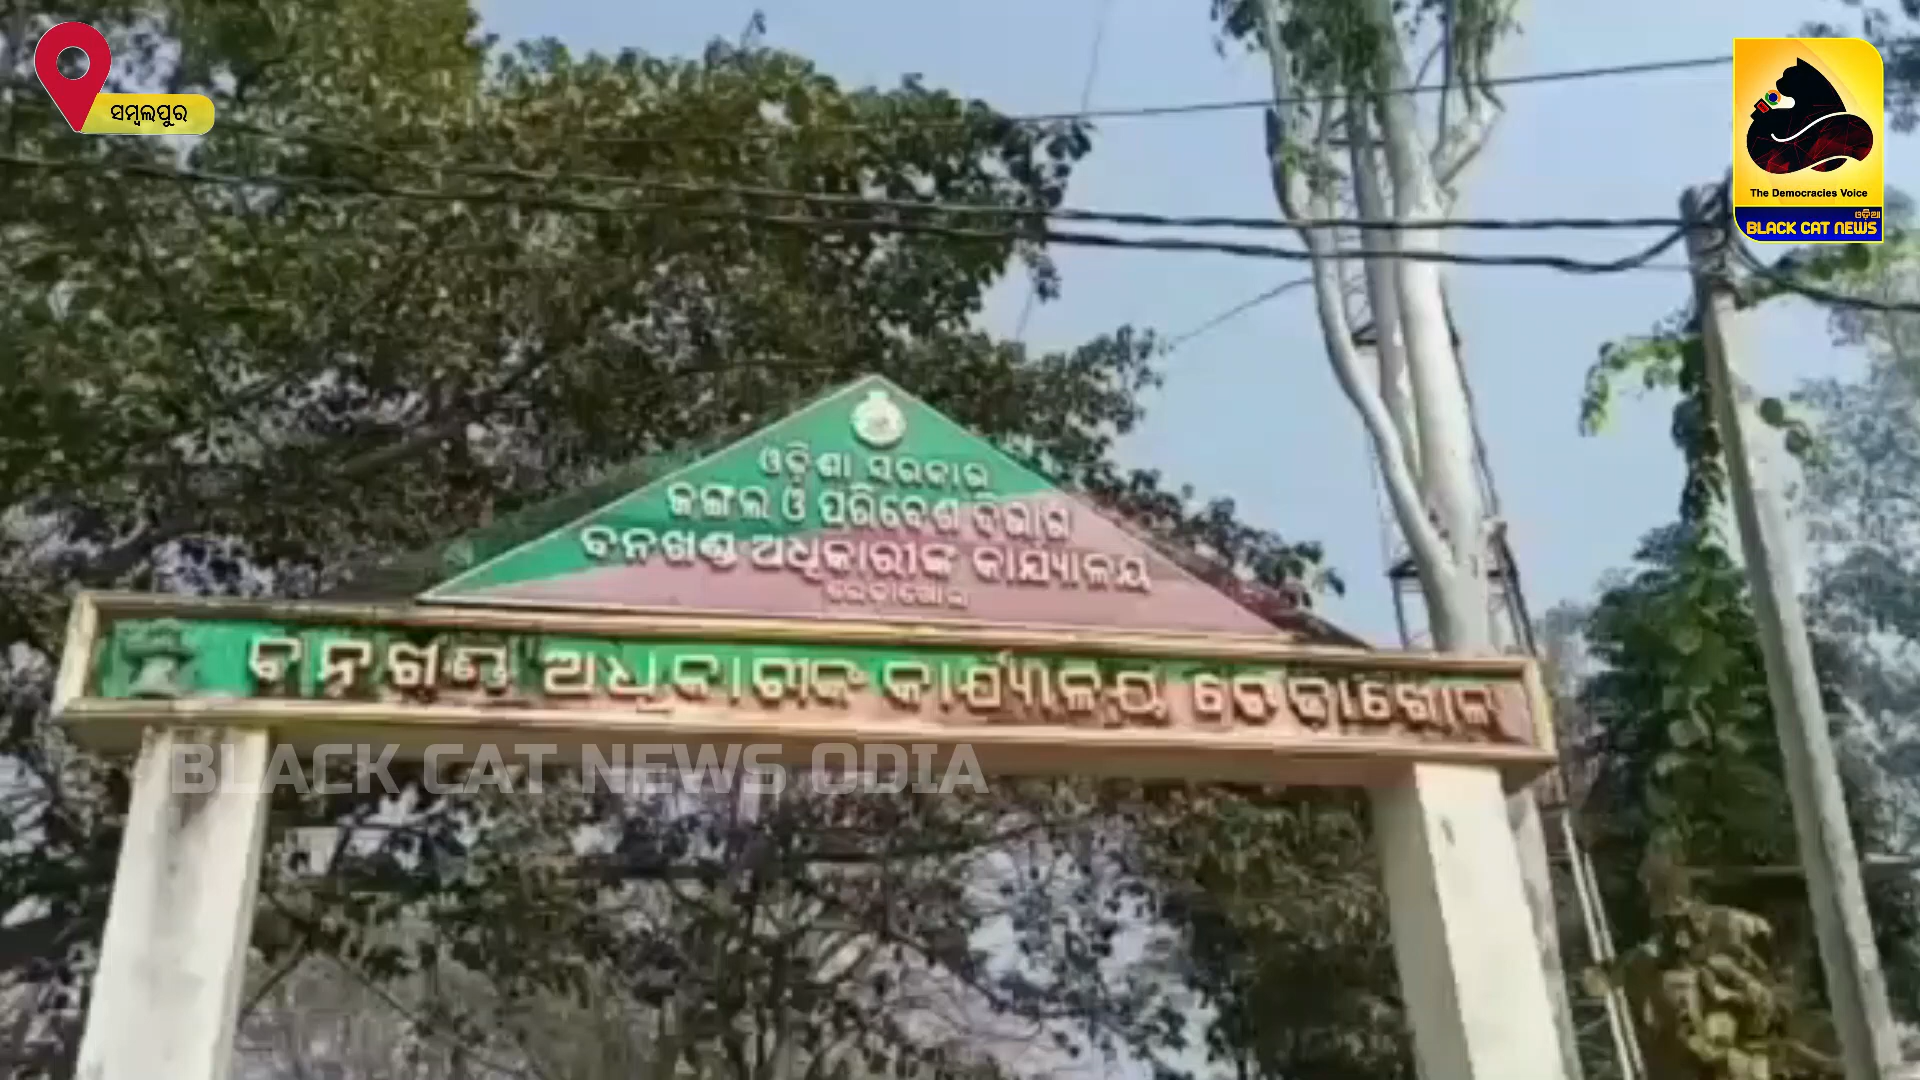 ସମ୍ବଲପୁର
The Democracies Voice
ଓଡ଼ିଆ
BLACK CAT NEWS
ଓଡ଼ିଶା ସରକାର
ଜଙ୍ଗଲ ଓ ପରିବେଶ ବିଭାଗ
ବନଖଣ୍ଡ ଅଧିକାରୀଙ୍କ କାର୍ଯ୍ୟାଳୟ
ରେଢ଼ାଖୋଲ
ବନଖଣ୍ଡ ଅଧିକାରୀଙ୍କ କାର୍ଯ୍ୟାଳୟ ରେଢ଼ାଖୋଲ
BLACK CAT NEWS ODIA